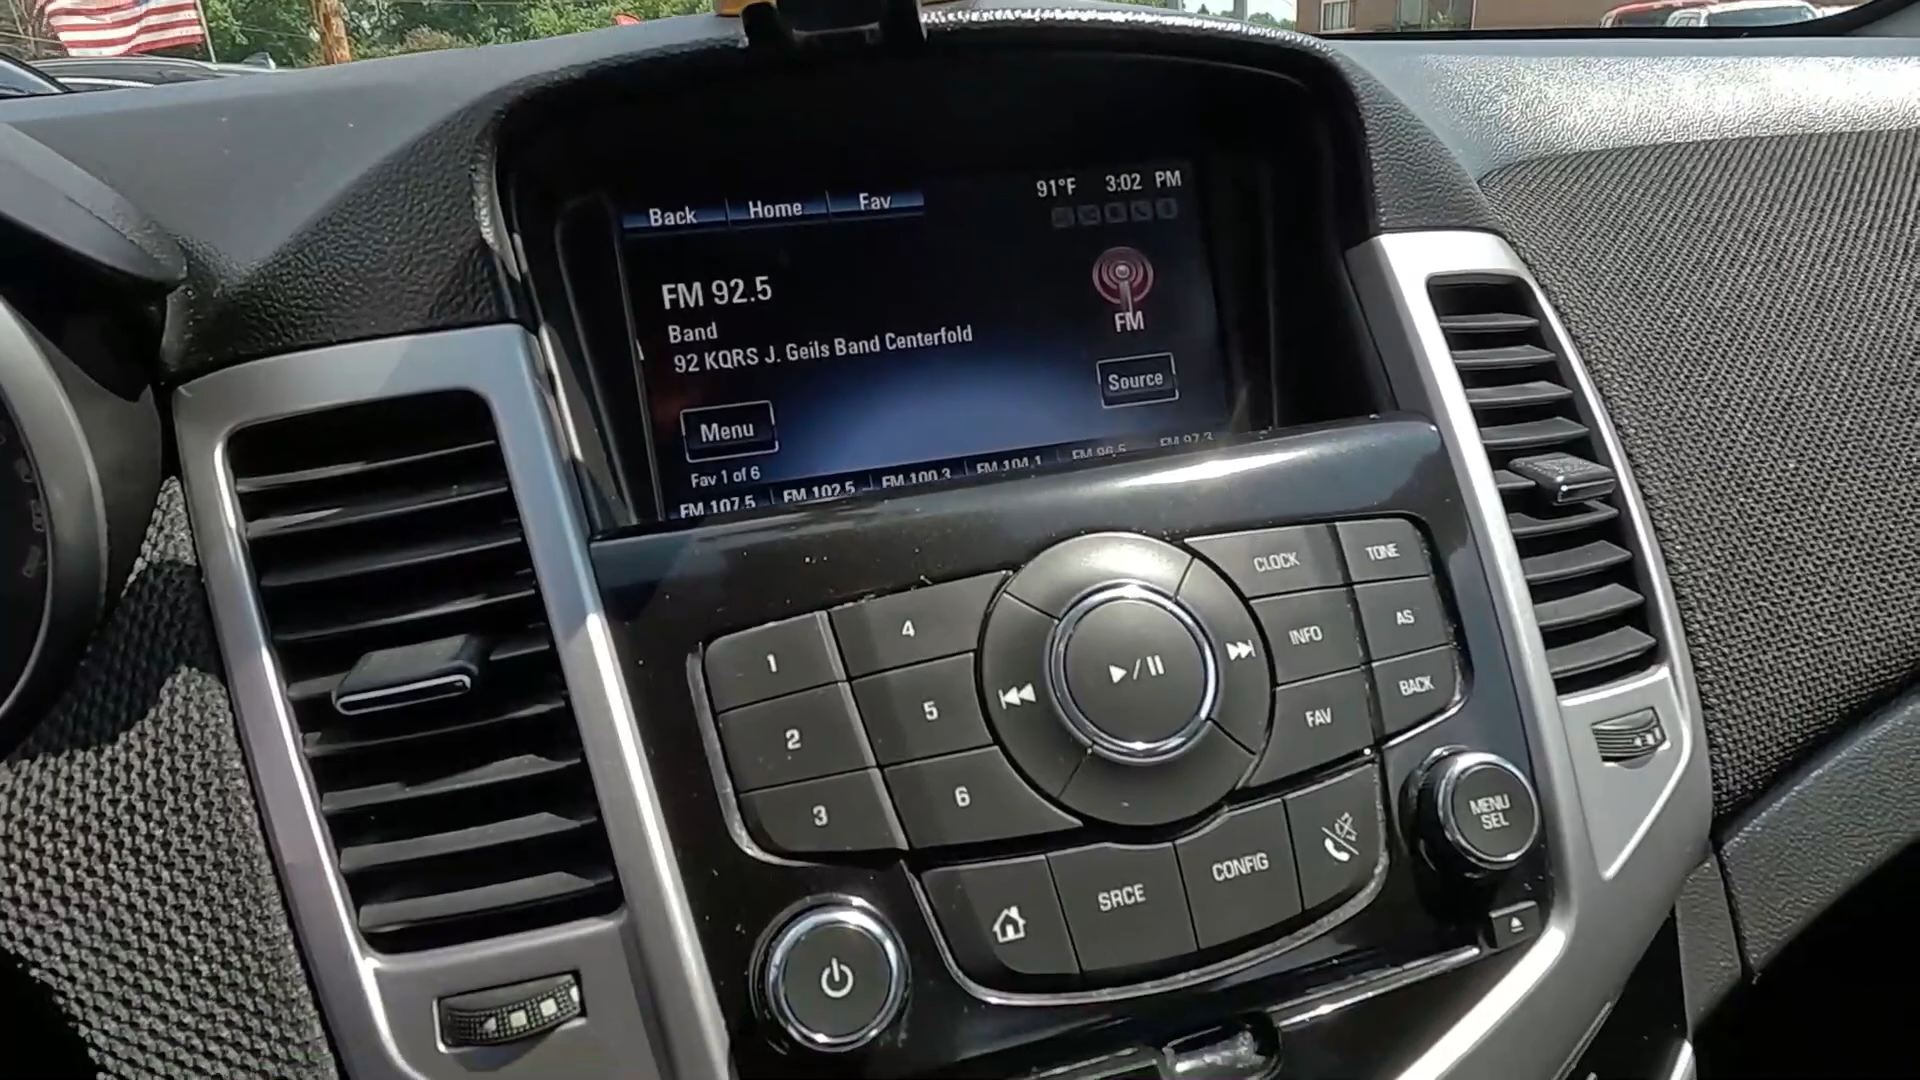 Back Home Fav 91°F 3:02 PM
FM 92.5
Band
92 KQRS J. Geils Band Centerfold
FM
Source
Menu
Fav 1 of 6
FM 107.5 FM 102.5 FM 100.3 FM 104.1 FM 96.5 FM 97.3
CLOCK TONE
1 4 INFO AS
2 5 FAV BACK
3 6
MENU
SEL
SRCE CONFIG